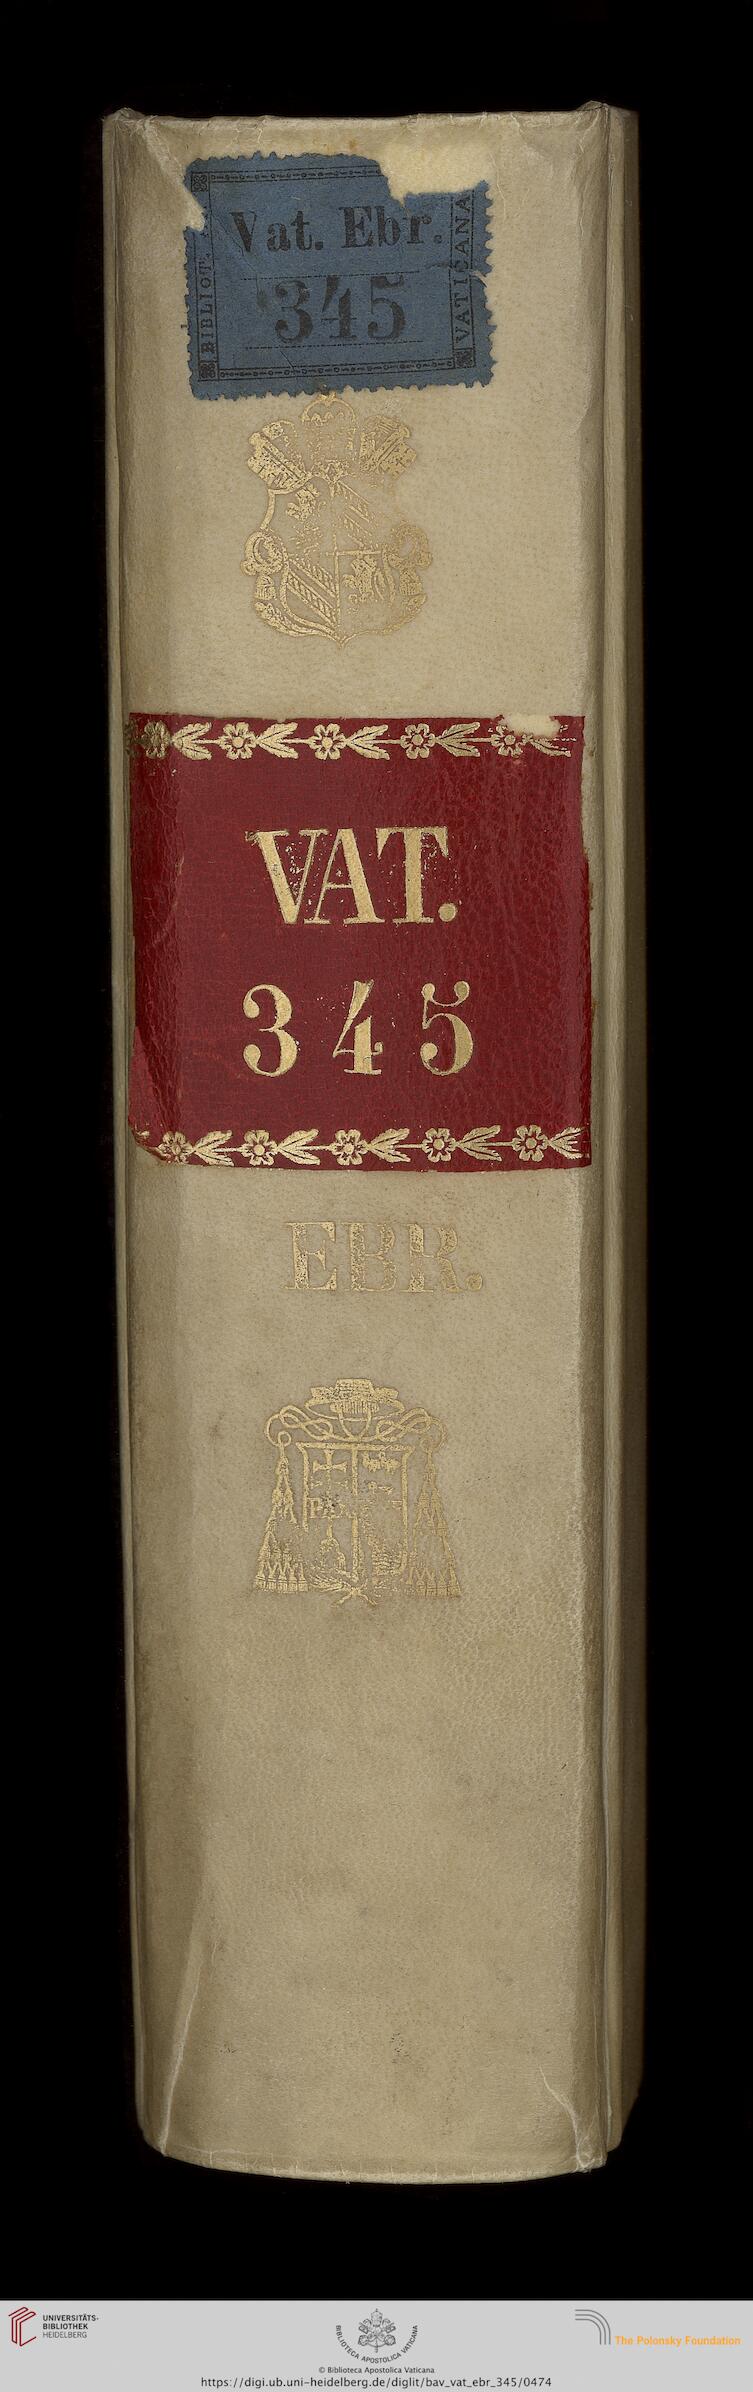 Vat. Ebr.
345
BIBLIOT.
VATICANA
VAT.
345
EBR.
PAX
UNIVERSITÄTS-
BIBLIOTHEK
HEIDELBERG
BIBLIOTECA APOSTOLICA VATICANA
The Polonsky Foundation
© Biblioteca Apostolica Vaticana
https://digi.ub.uni-heidelberg.de/diglit/bav_vat_ebr_345/0474